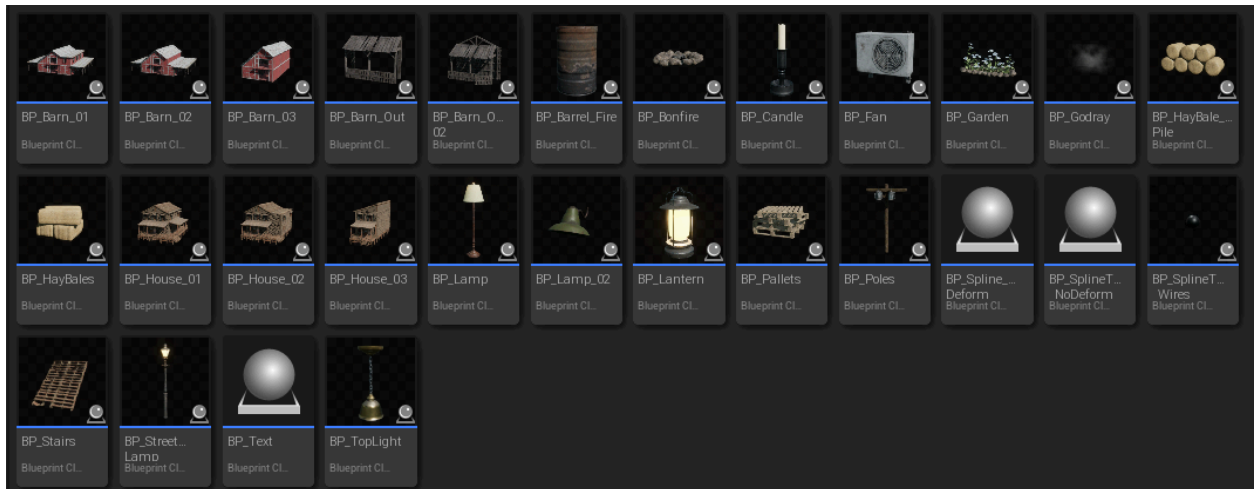 BP_Barn_01 BP_Barn_02 BP_Barn_03 BP_Barn_Out BP_Barn_O... BP_Barrel_Fire BP_Bonfire BP_Candle BP_Fan BP_Garden BP_Godray BP_HayBale_...
02 Pile
Blueprint Cl... Blueprint Cl... Blueprint Cl... Blueprint Cl... Blueprint Cl... Blueprint Cl... Blueprint Cl... Blueprint Cl... Blueprint Cl... Blueprint Cl... Blueprint Cl... Blueprint Cl...
BP_HayBales BP_House_01 BP_House_02 BP_House_03 BP_Lamp BP_Lamp_02 BP_Lantern BP_Pallets BP_Poles BP_Spline_... BP_SplineT... BP_SplineT...
Deform _NoDeform _Wires
Blueprint Cl... Blueprint Cl... Blueprint Cl... Blueprint Cl... Blueprint Cl... Blueprint Cl... Blueprint Cl... Blueprint Cl... Blueprint Cl... Blueprint Cl... Blueprint Cl... Blueprint Cl...
BP_Stairs BP_Street... BP_Text BP_TopLight
Lamp
Blueprint Cl... Blueprint Cl... Blueprint Cl... Blueprint Cl...